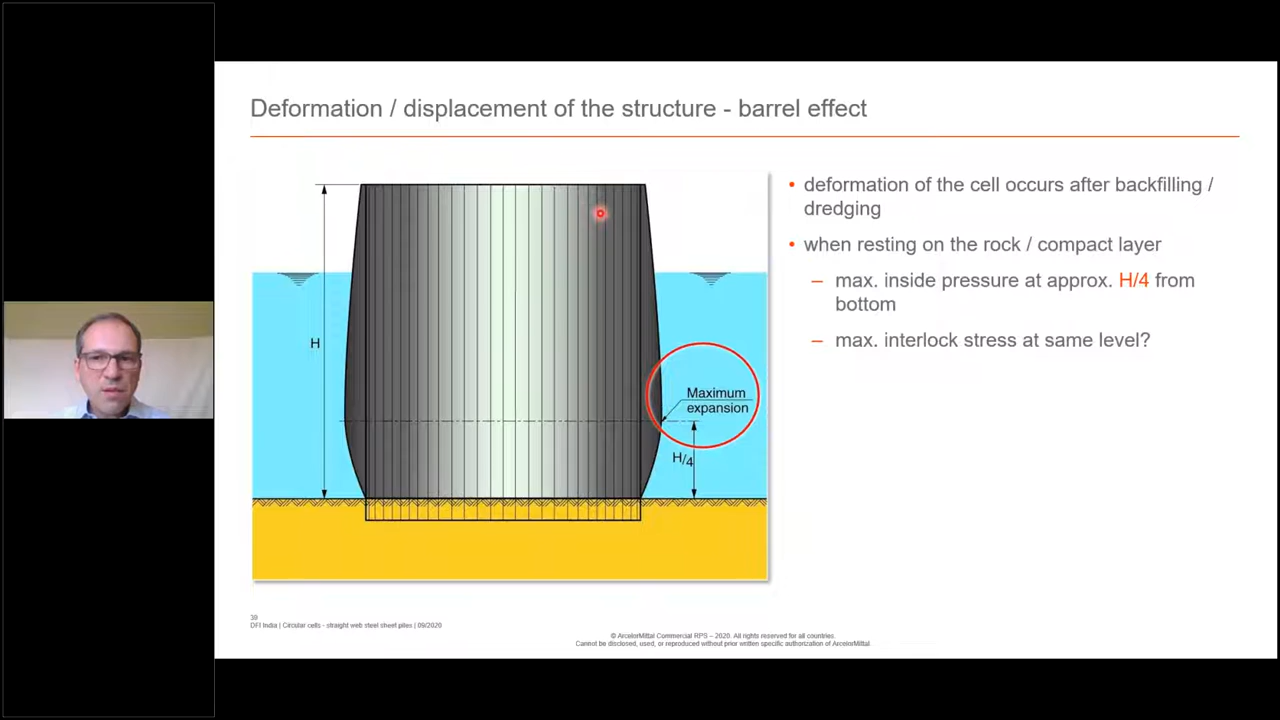 Deformation / displacement of the structure - barrel effect
• deformation of the cell occurs after backfilling /
dredging
• when resting on the rock / compact layer
– max. inside pressure at approx. H/4 from
bottom
– max. interlock stress at same level?
H
Maximum
expansion
H/4
39
DFI India | Circular cells - straight web steel sheet piles | 09/2020
© ArcelorMittal Commercial RPS – 2020. All rights reserved for all countries.
Cannot be disclosed, used, or reproduced without prior written specific authorization of ArcelorMittal